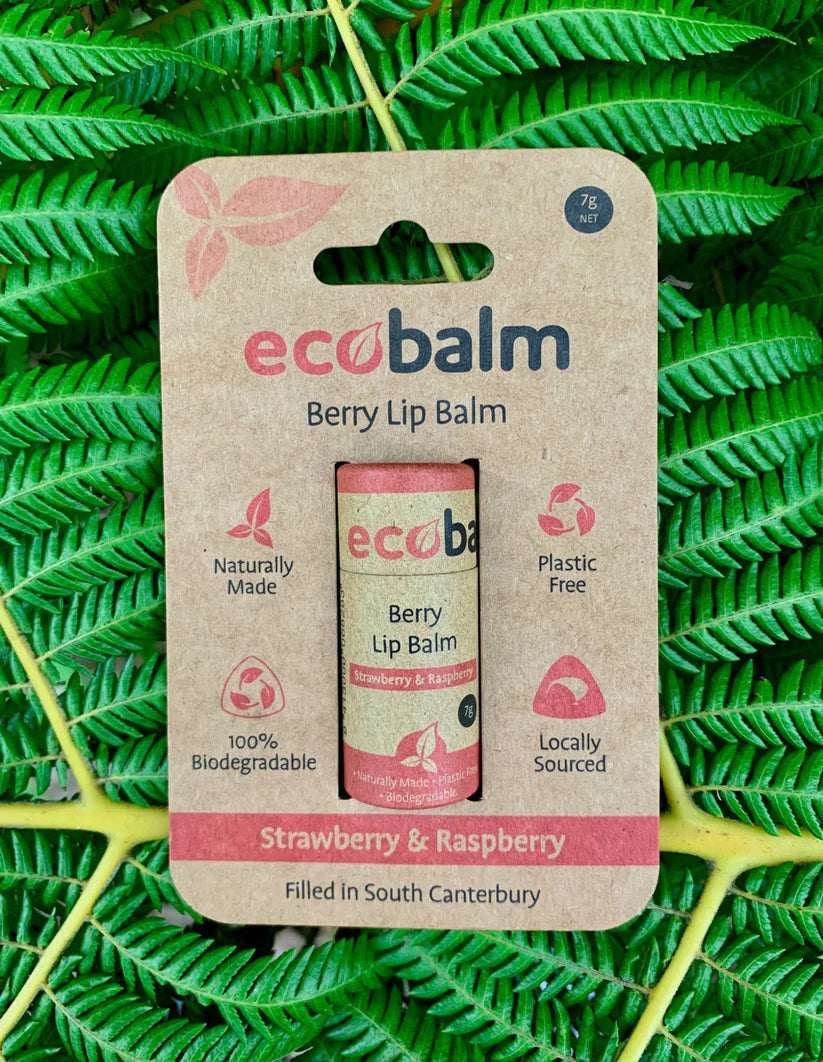 7g
NET
ecobalm
Berry Lip Balm
Naturally
Made
Plastic
Free
100%
Biodegradable
Locally
Sourced
ecoba
Berry
Lip Balm
Strawberry & Raspberry
7g
• Naturally Made • Plastic Free
• Biodegradable
Strawberry & Raspberry
Filled in South Canterbury